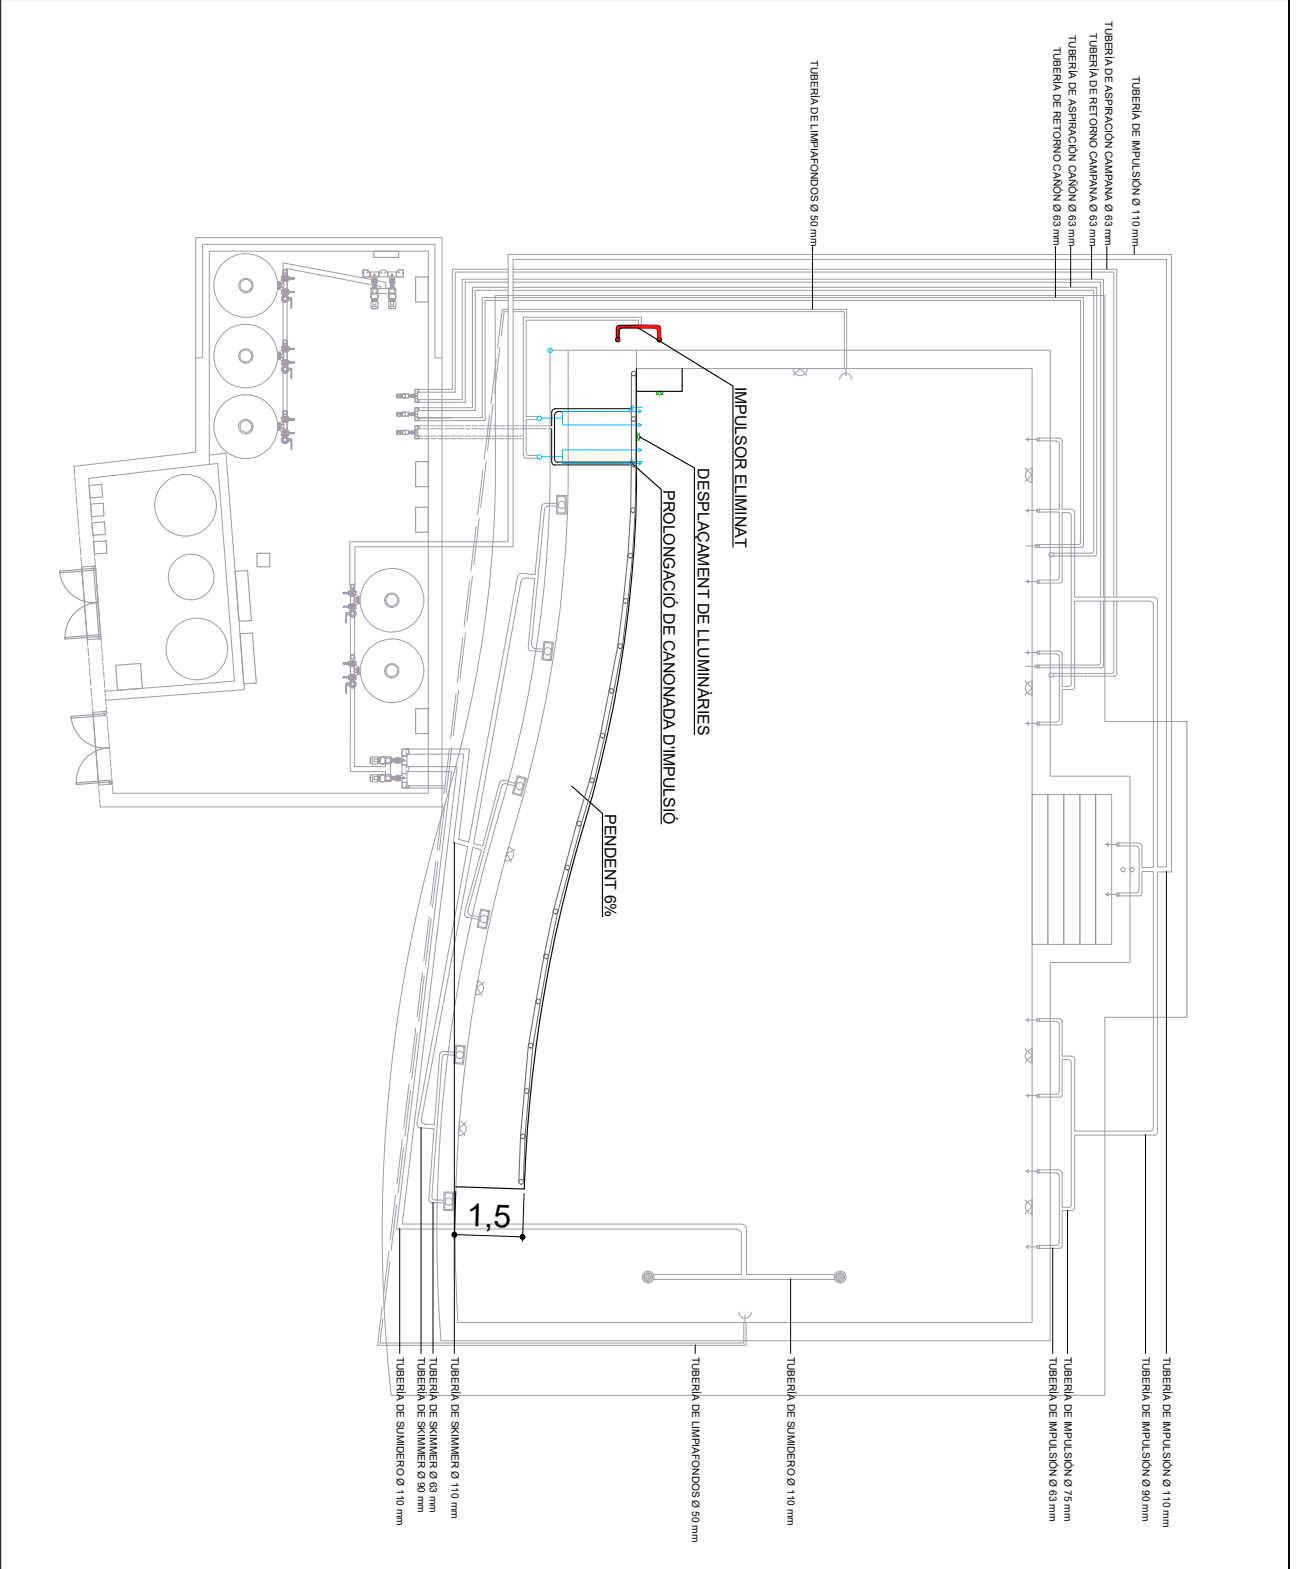 TUBERÍA DE IMPULSIÓN Ø 110 mm
TUBERÍA DE ASPIRACIÓN CAMPANA Ø 63 mm
TUBERÍA DE RETORNO CAMPANA Ø 63 mm
TUBERÍA DE ASPIRACIÓN CAÑÓN Ø 63 mm
TUBERÍA DE RETORNO CAÑÓN Ø 63 mm
TUBERÍA DE LIMPIAFONDOS Ø 50 mm
IMPULSOR ELIMINAT
DESPLAÇAMENT DE LLUMINÀRIES
PROLONGACIÓ DE CANONADA D'IMPULSIÓ
PENDENT 6%
1,5
TUBERÍA DE IMPULSIÓN Ø 110 mm
TUBERÍA DE IMPULSIÓN Ø 90 mm
TUBERÍA DE IMPULSIÓN Ø 75 mm
TUBERÍA DE IMPULSIÓN Ø 63 mm
TUBERÍA DE SUMIDERO Ø 110 mm
TUBERÍA DE LIMPIAFONDOS Ø 50 mm
TUBERÍA DE SKIMMER Ø 110 mm
TUBERÍA DE SKIMMER Ø 63 mm
TUBERÍA DE SKIMMER Ø 90 mm
TUBERÍA DE SUMIDERO Ø 110 mm